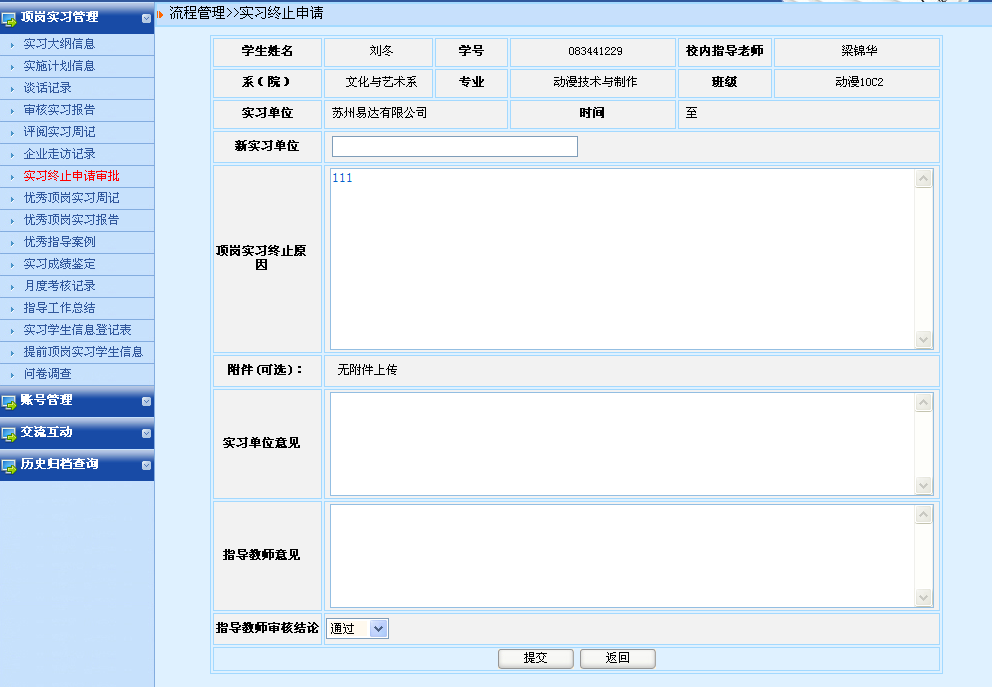 顶岗实习管理
实习大纲信息
实施计划信息
谈话记录
审核实习报告
评阅实习周记
企业走访记录
实习终止申请审批
优秀顶岗实习周记
优秀顶岗实习报告
优秀指导案例
实习成绩鉴定
月度考核记录
指导工作总结
实习学生信息登记表
提前顶岗实习学生信息
问卷调查
账号管理
交流互动
历史归档查询
流程管理>>实习终止申请
学生姓名 刘冬 学号 083441229 校内指导老师 梁锦华
系（院） 文化与艺术系 专业 动漫技术与制作 班级 动漫10C2
实习单位 苏州易达有限公司 时间 至
新实习单位
顶岗实习终止原
因
111
附件(可选)： 无附件上传
实习单位意见
指导教师意见
指导教师审核结论 通过
提交 返回